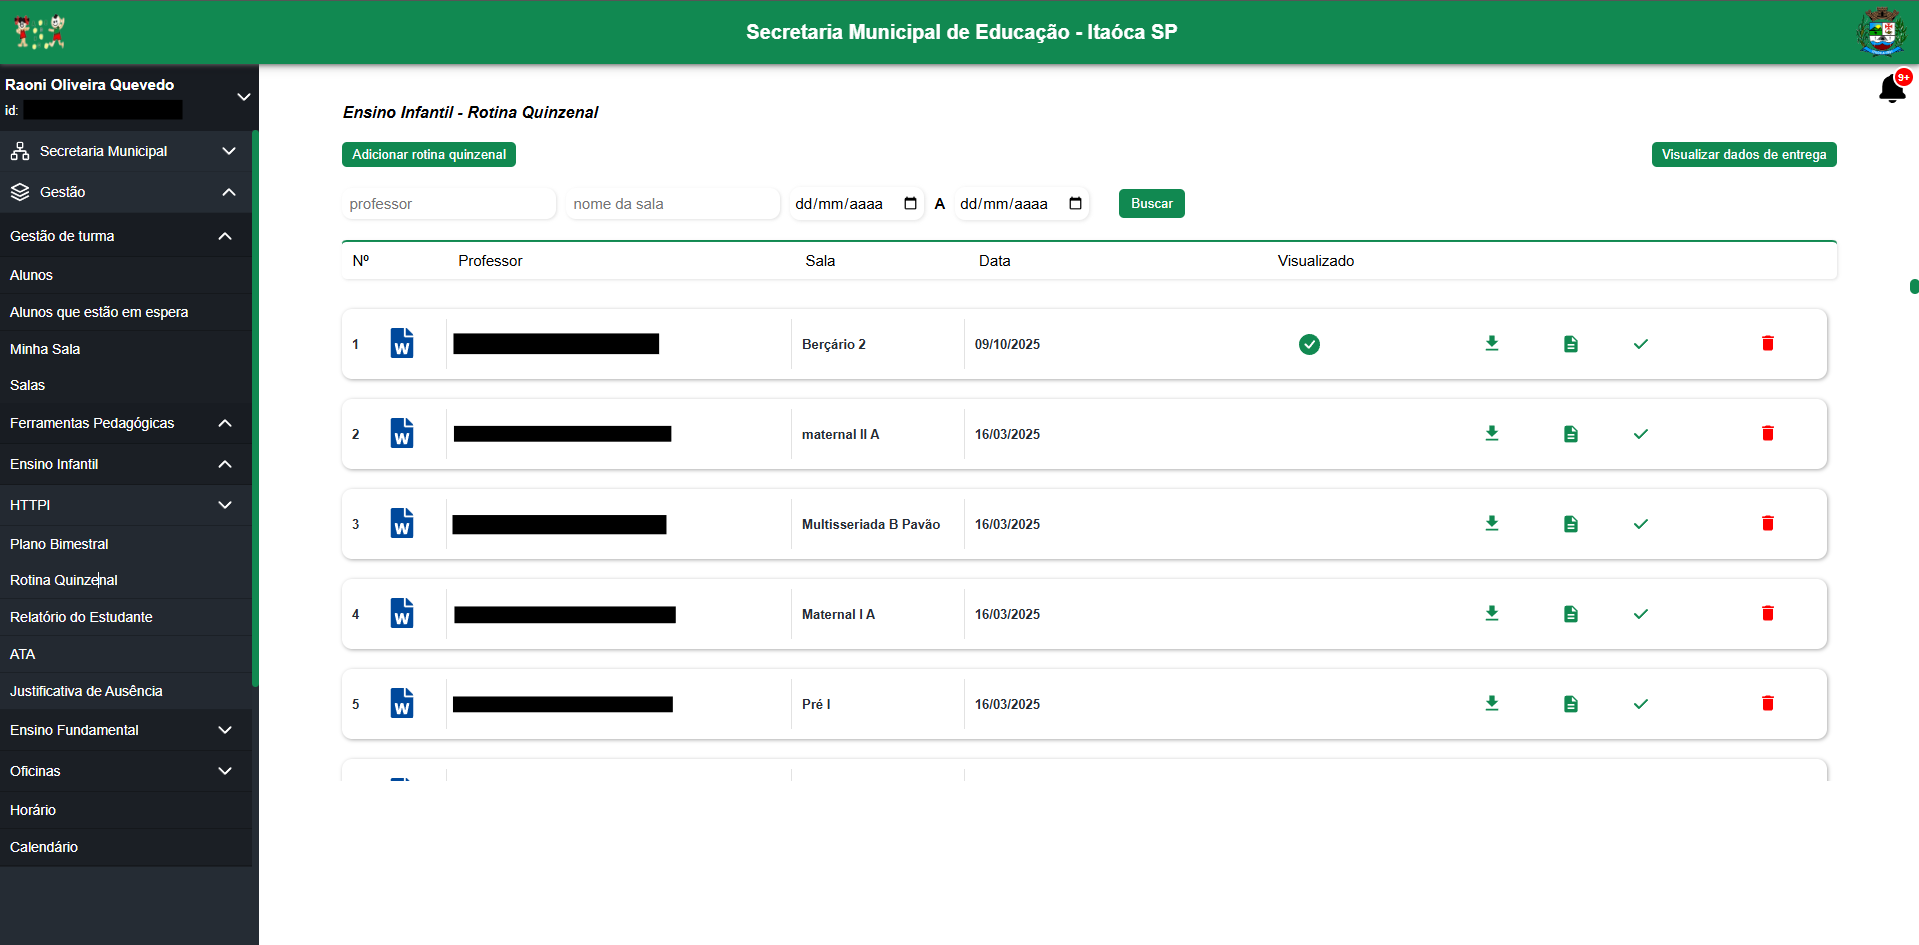 Secretaria Municipal de Educação - Itaóca SP
Raoni Oliveira Quevedo
id:
9+
Secretaria Municipal
Gestão
Gestão de turma
Alunos
Alunos que estão em espera
Minha Sala
Salas
Ferramentas Pedagógicas
Ensino Infantil
HTTPI
Plano Bimestral
Rotina Quinzenal
Relatório do Estudante
ATA
Justificativa de Ausência
Ensino Fundamental
Oficinas
Horário
Calendário
Ensino Infantil - Rotina Quinzenal
Adicionar rotina quinzenal
Visualizar dados de entrega
professor nome da sala dd/mm/aaaa A dd/mm/aaaa Buscar
Nº Professor Sala Data Visualizado
1 W Berçário 2 09/10/2025
2 W maternal II A 16/03/2025
3 W Multisseriada B Pavão 16/03/2025
4 W Maternal I A 16/03/2025
5 W Pré I 16/03/2025